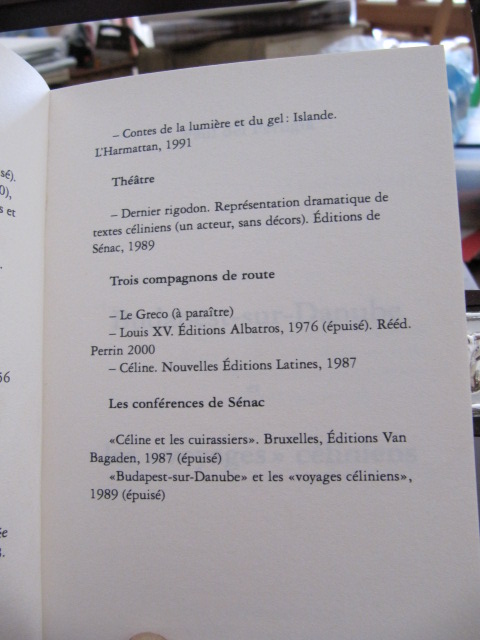 – Contes de la lumière et du gel : Islande.
L'Harmattan, 1991
Théâtre
– Dernier rigodon. Représentation dramatique de
textes céliniens (un acteur, sans décors). Éditions de
Sénac, 1989
Trois compagnons de route
– Le Greco (à paraître)
– Louis XV. Éditions Albatros, 1976 (épuisé). Rééd.
Perrin 2000
– Céline. Nouvelles Éditions Latines, 1987
Les conférences de Sénac
«Céline et les cuirassiers». Bruxelles, Éditions Van
Bagaden, 1987 (épuisé)
«Budapest-sur-Danube» et les «voyages céliniens»,
1989 (épuisé)